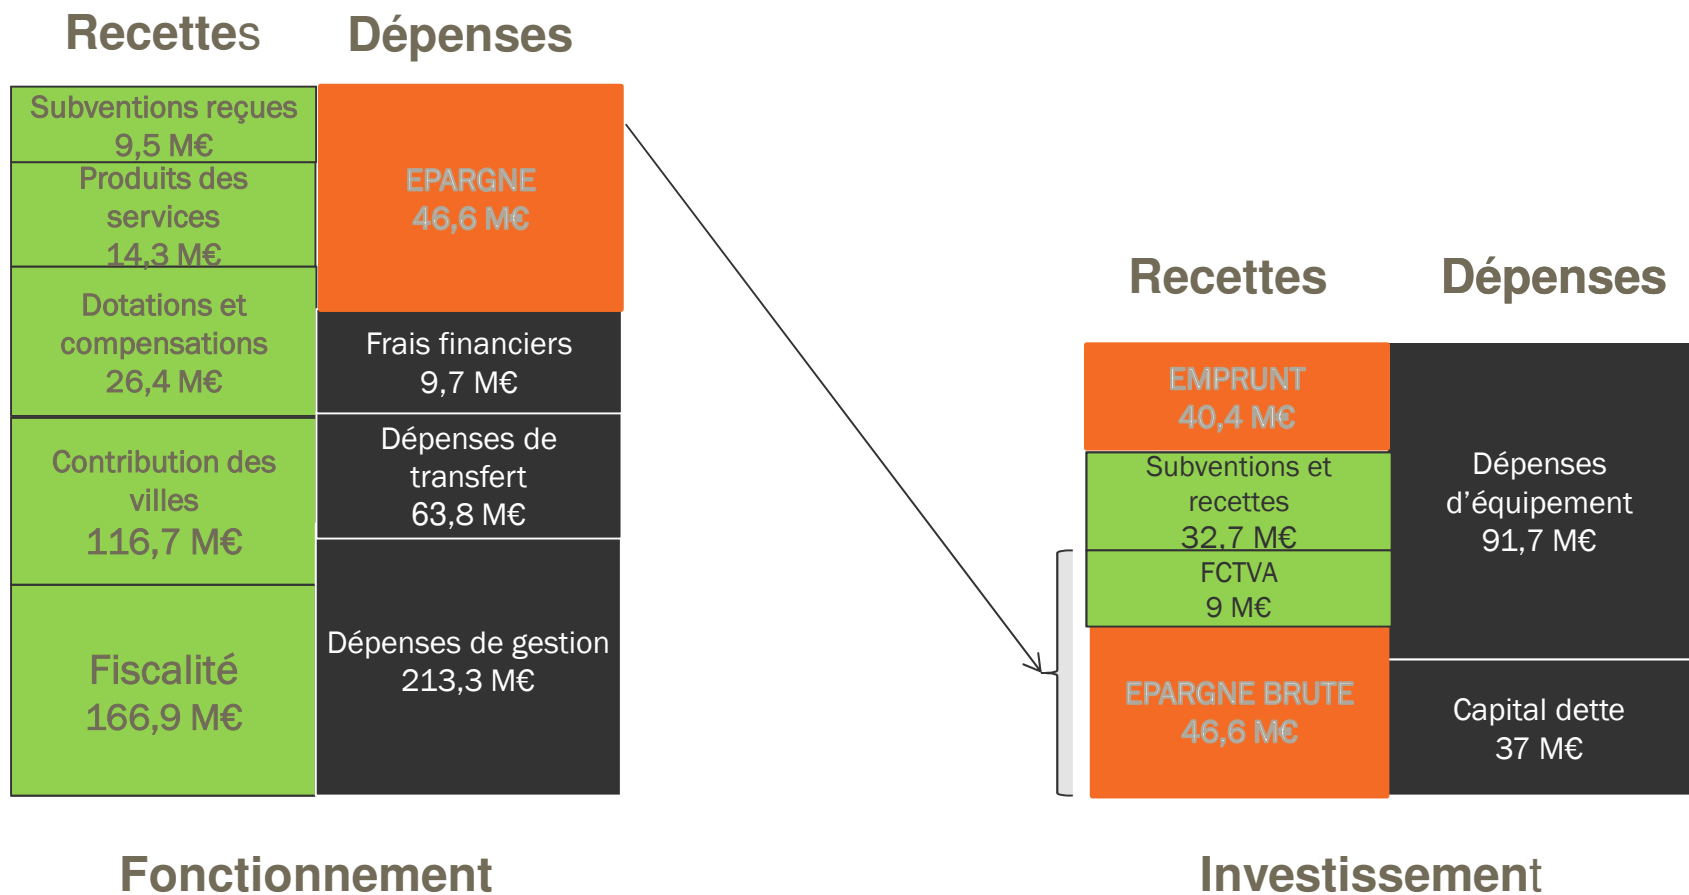 Recettes
Dépenses
Subventions reçues
9,5 M€
Produits des
services
14,3 M€
Dotations et
compensations
26,4 M€
Contribution des
villes
116,7 M€
Fiscalité
166,9 M€
EPARGNE
46,6 M€
Frais financiers
9,7 M€
Dépenses de
transfert
63,8 M€
Dépenses de gestion
213,3 M€
Fonctionnement
Recettes
Dépenses
EMPRUNT
40,4 M€
Subventions et
recettes
32,7 M€
FCTVA
9 M€
EPARGNE BRUTE
46,6 M€
Dépenses
d’équipement
91,7 M€
Capital dette
37 M€
Investissement